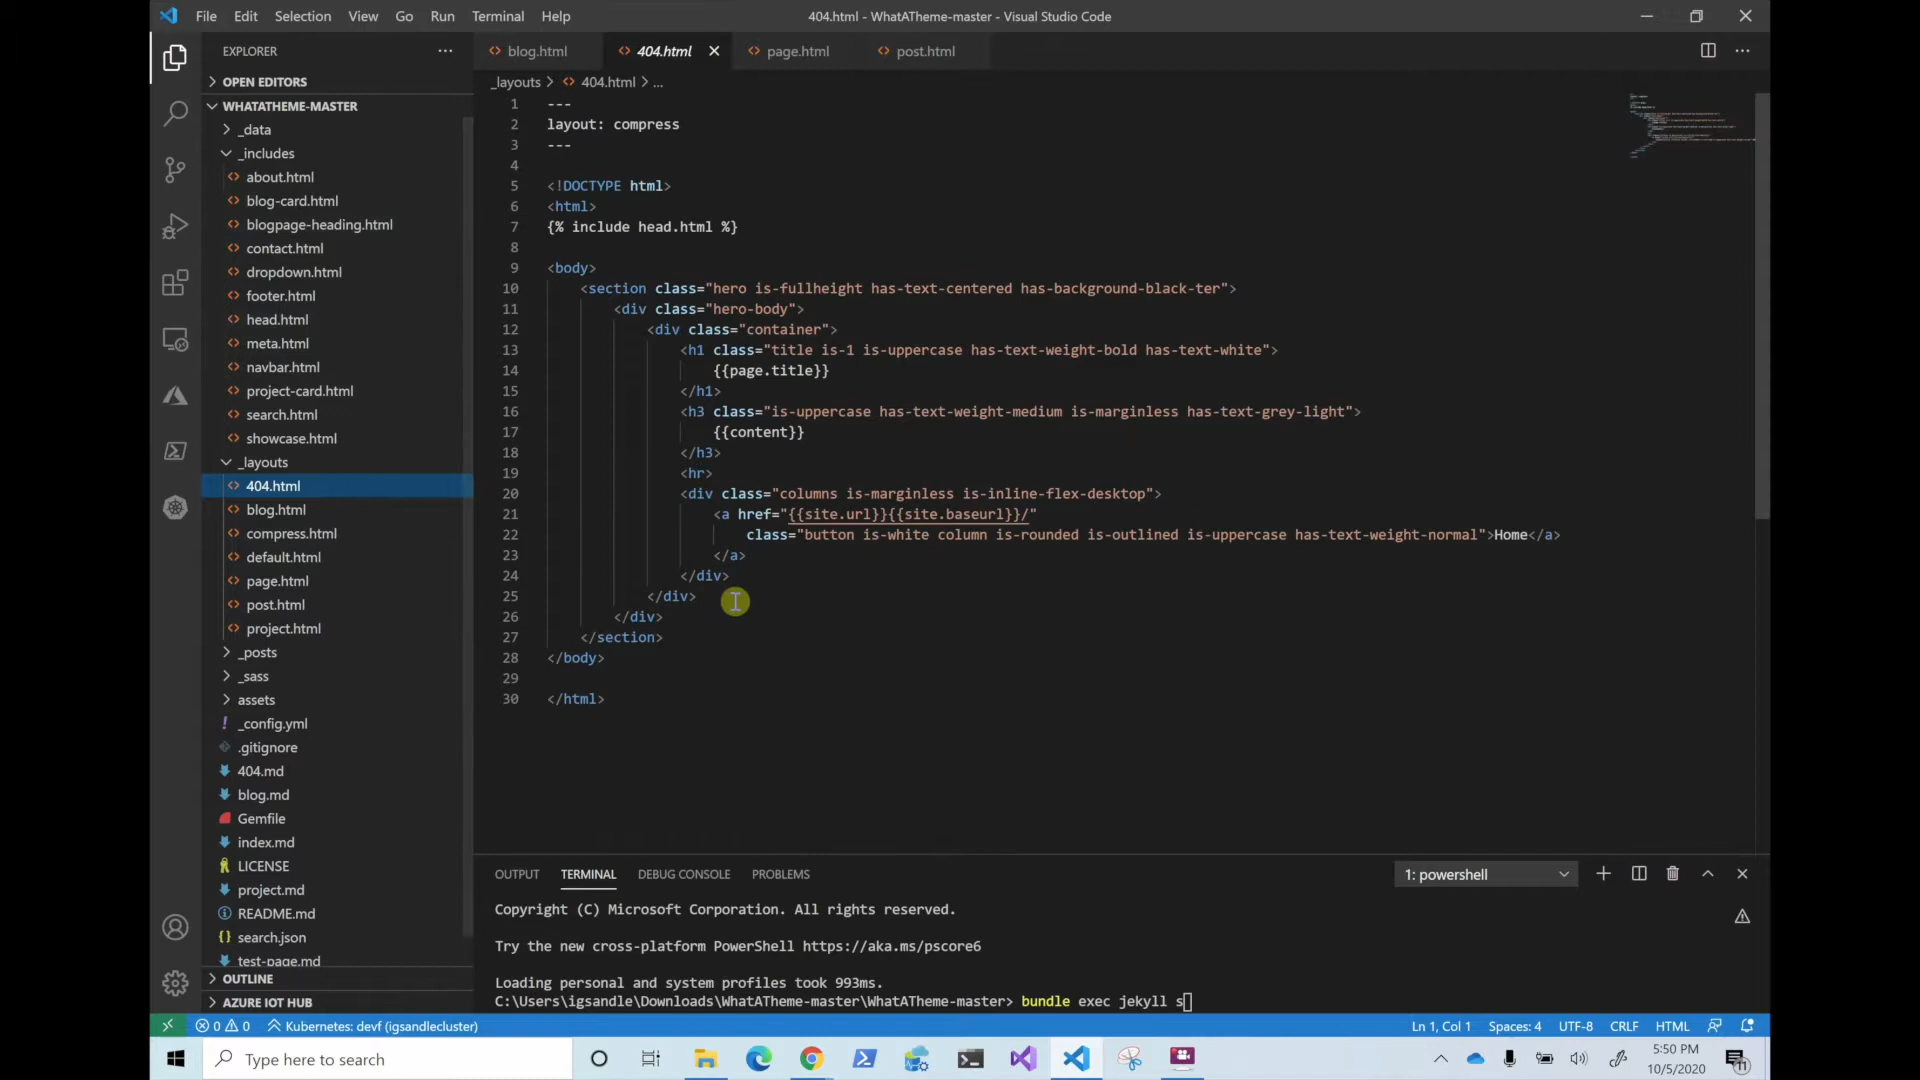 File Edit Selection View Go Run Terminal Help
404.html - WhatATheme-master - Visual Studio Code
EXPLORER
OPEN EDITORS
WHATATHEME-MASTER
_data
_includes
about.html
blog-card.html
blogpage-heading.html
contact.html
dropdown.html
footer.html
head.html
meta.html
navbar.html
project-card.html
search.html
showcase.html
_layouts
404.html
blog.html
compress.html
default.html
page.html
post.html
project.html
_posts
_sass
assets
_config.yml
.gitignore
404.md
blog.md
Gemfile
index.md
LICENSE
project.md
README.md
search.json
test-page.md
OUTLINE
AZURE IOT HUB
blog.html 404.html page.html post.html
_layouts > 404.html > ...
1 ---
2 layout: compress
3 ---
4
5 <!DOCTYPE html>
6 <html>
7 {% include head.html %}
8
9 <body>
10 <section class="hero is-fullheight has-text-centered has-background-black-ter">
11 <div class="hero-body">
12 <div class="container">
13 <h1 class="title is-1 is-uppercase has-text-weight-bold has-text-white">
14 {{page.title}}
15 </h1>
16 <h3 class="is-uppercase has-text-weight-medium is-marginless has-text-grey-light">
17 {{content}}
18 </h3>
19 <hr>
20 <div class="columns is-marginless is-inline-flex-desktop">
21 <a href="{{site.url}}{{site.baseurl}}/"
22 class="button is-white column is-rounded is-outlined is-uppercase has-text-weight-normal">Home</a>
23 </a>
24 </div>
25 </div>
26 </div>
27 </section>
28 </body>
29
30 </html>
OUTPUT TERMINAL DEBUG CONSOLE PROBLEMS
1: powershell
Copyright (C) Microsoft Corporation. All rights reserved.
Try the new cross-platform PowerShell https://aka.ms/pscore6
Loading personal and system profiles took 993ms.
C:\Users\igsandle\Downloads\WhatATheme-master\WhatATheme-master> bundle exec jekyll s
0 0 Kubernetes: devf (igsandlecluster)
Ln 1, Col 1 Spaces: 4 UTF-8 CRLF HTML
Type here to search
5:50 PM
10/5/2020
11